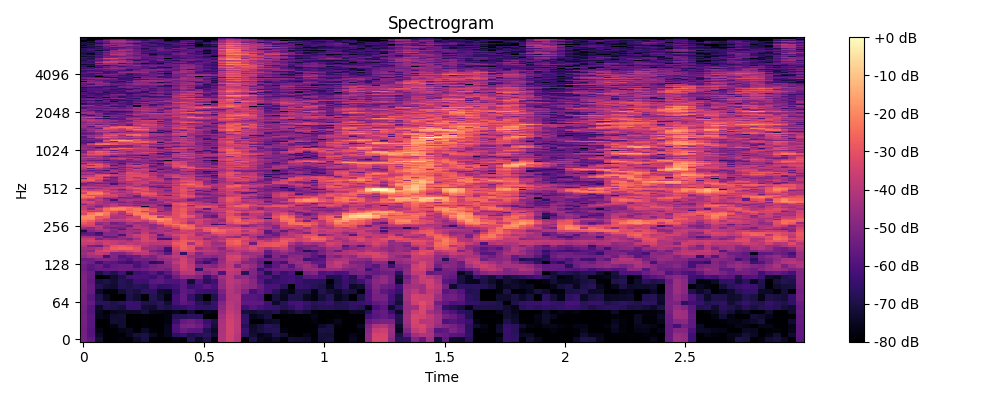 Spectrogram
+0 dB
4096
-10 dB
2048
-20 dB
1024
-30 dB
Hz
512
-40 dB
256
-50 dB
128
-60 dB
64
-70 dB
0
-80 dB
0 0.5 1 1.5 2 2.5
Time